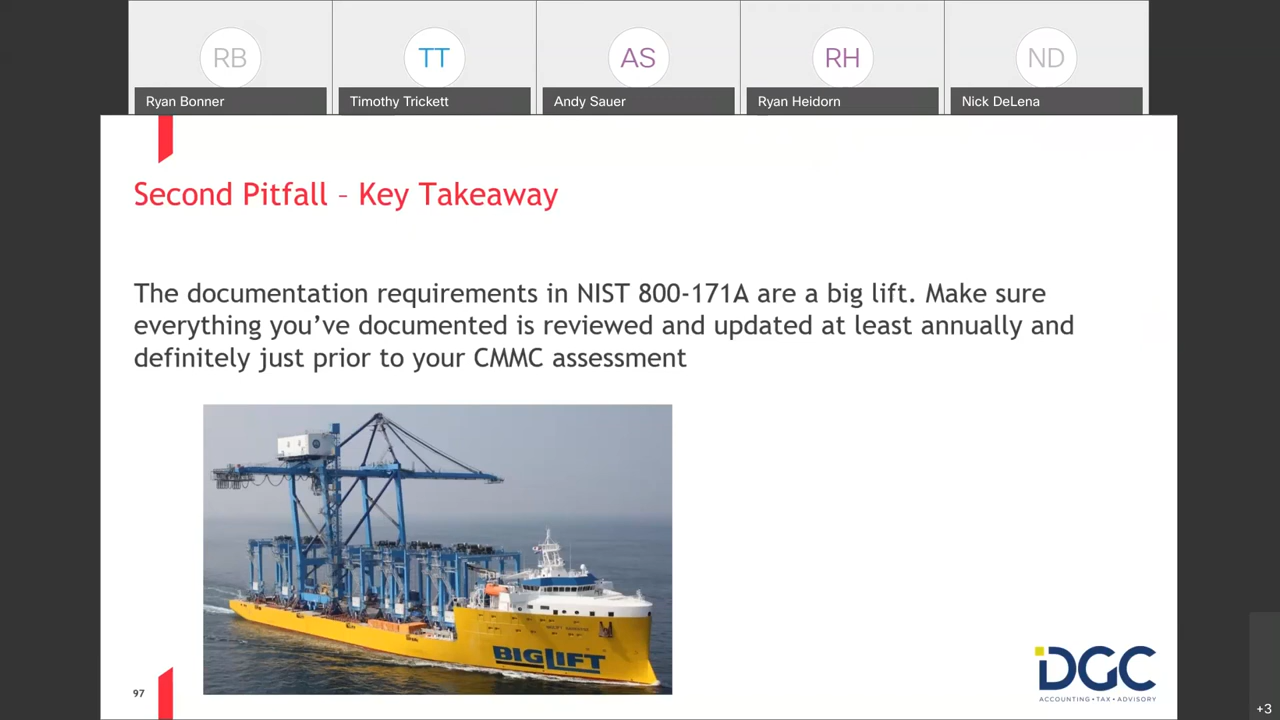 RB
TT
AS
RH
ND
Ryan Bonner
Timothy Trickett
Andy Sauer
Ryan Heidorn
Nick DeLena
Second Pitfall – Key Takeaway
The documentation requirements in NIST 800-171A are a big lift. Make sure
everything you’ve documented is reviewed and updated at least annually and
definitely just prior to your CMMC assessment
BIGLIFT
97
DGC
ACCOUNTING • TAX • ADVISORY
+3